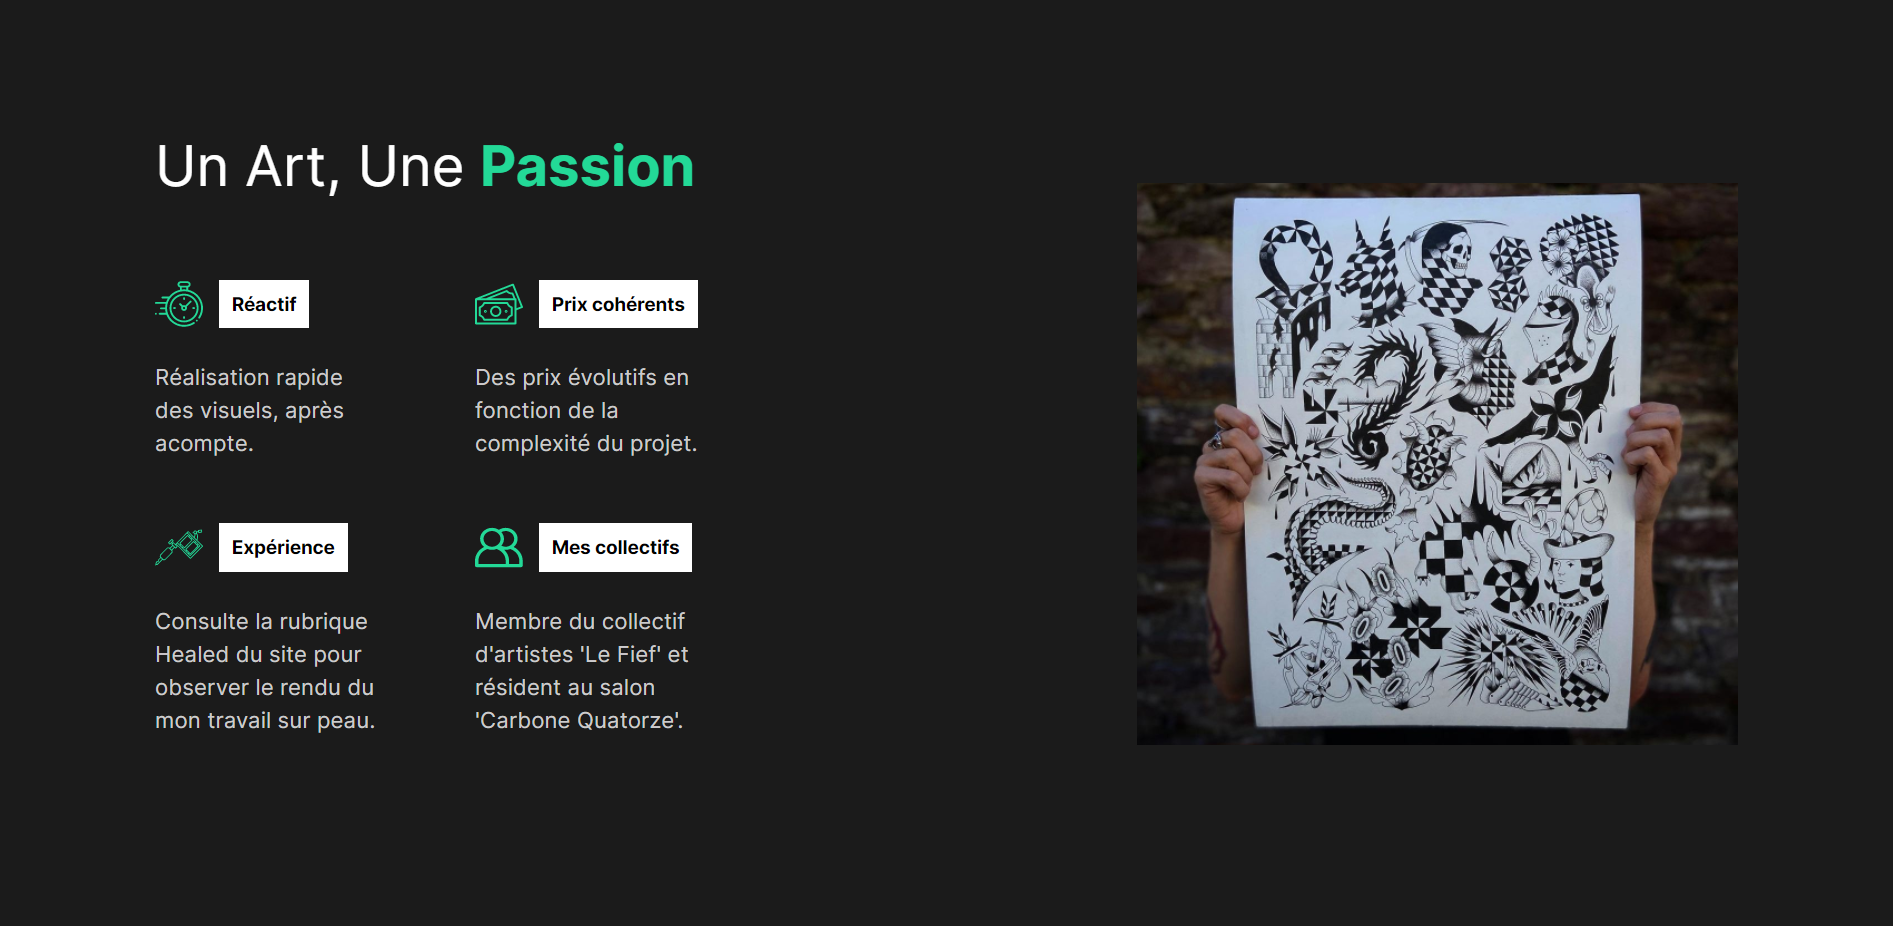 Un Art, Une Passion
Réactif
Réalisation rapide
des visuels, après
acompte.
Prix cohérents
Des prix évolutifs en
fonction de la
complexité du projet.
Expérience
Consulte la rubrique
Healed du site pour
observer le rendu du
mon travail sur peau.
Mes collectifs
Membre du collectif
d'artistes 'Le Fief' et
résident au salon
'Carbone Quatorze'.